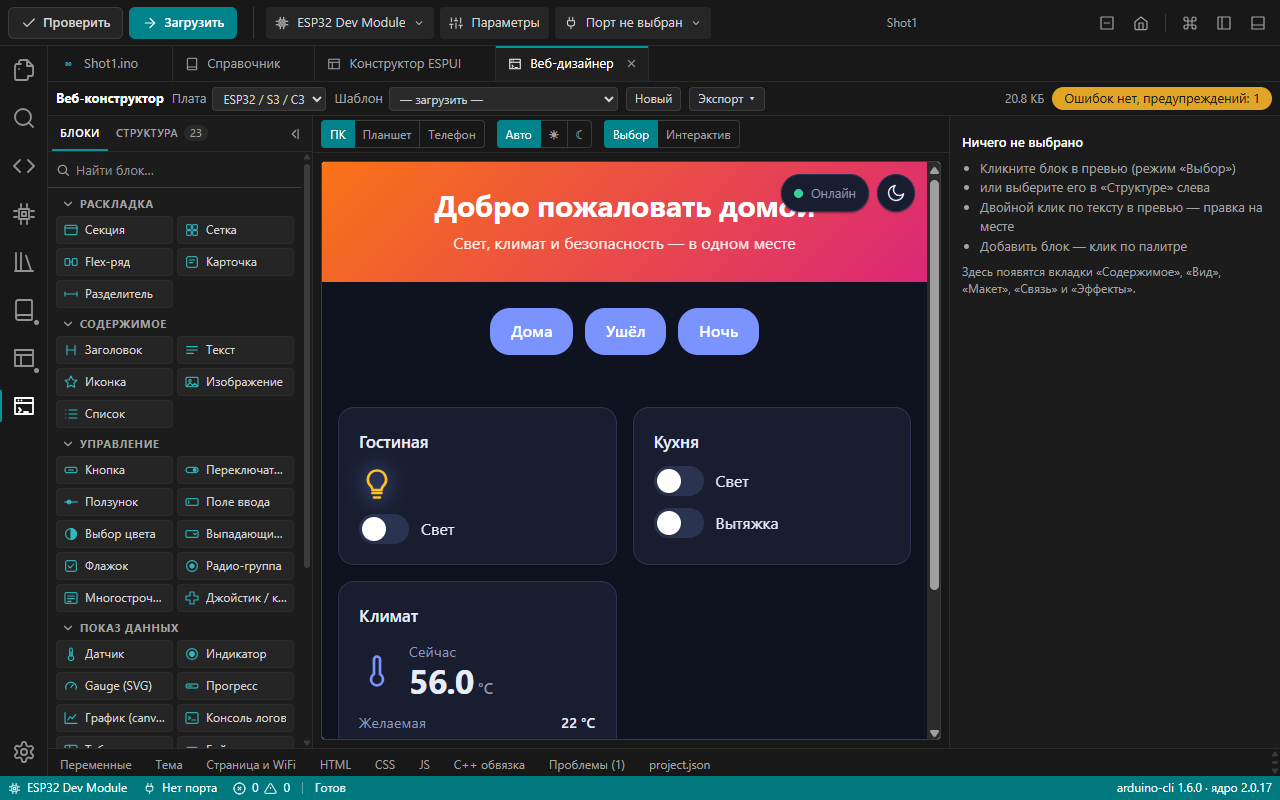 Проверить
Загрузить
ESP32 Dev Module
Параметры
Порт не выбран
Shot1
Shot1.ino
Справочник
Конструктор ESPUI
Веб-дизайнер
Веб-конструктор
Плата
ESP32 / S3 / C3
Шаблон
— загрузить —
Новый
Экспорт
20.8 КБ
Ошибок нет, предупреждений: 1
БЛОКИ
СТРУКТУРА 23
Найти блок...
РАСКЛАДКА
Секция
Сетка
Flex-ряд
Карточка
Разделитель
СОДЕРЖИМОЕ
Заголовок
Текст
Иконка
Изображение
Список
УПРАВЛЕНИЕ
Кнопка
Переключат...
Ползунок
Поле ввода
Выбор цвета
Выпадающи...
Флажок
Радио-группа
Многостроч...
Джойстик / к...
ПОКАЗ ДАННЫХ
Датчик
Индикатор
Gauge (SVG)
Прогресс
График (canv...
Консоль логов
ПК
Планшет
Телефон
Авто
Выбор
Интерактив
Добро пожаловать домой
Онлайн
Свет, климат и безопасность — в одном месте
Дома
Ушёл
Ночь
Гостиная
Свет
Кухня
Свет
Вытяжка
Климат
Сейчас
56.0 °C
Желаемая
22 °C
Ничего не выбрано
Кликните блок в превью (режим «Выбор»)
или выберите его в «Структуре» слева
Двойной клик по тексту в превью — правка на
месте
Добавить блок — клик по палитре
Здесь появятся вкладки «Содержимое», «Вид»,
«Макет», «Связь» и «Эффекты».
Переменные
Тема
Страница и WiFi
HTML
CSS
JS
C++ обвязка
Проблемы (1)
project.json
ESP32 Dev Module
Нет порта
0
0
Готов
arduino-cli 1.6.0 · ядро 2.0.17